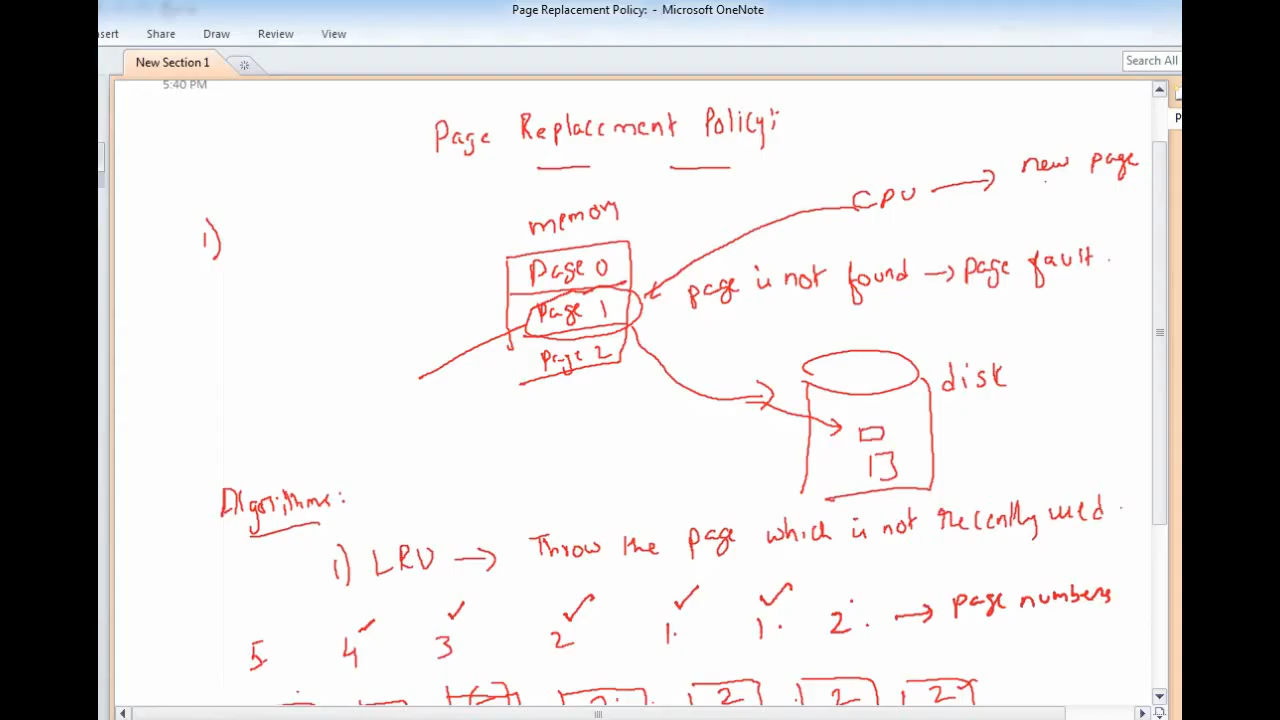 Page Replacement Policy: - Microsoft OneNote
Share Draw Review View
New Section 1
Search All
5:40 PM
Page Replacement Policy:
CPU → new page
memory
1)
Page 0
Page 1
Page 2
page is not found → page fault.
disk
13
Algorithms:
1) LRU → Throw the page which is not Recently used.
5 4 3 2 1 1 2 → page numbers
2 2 2